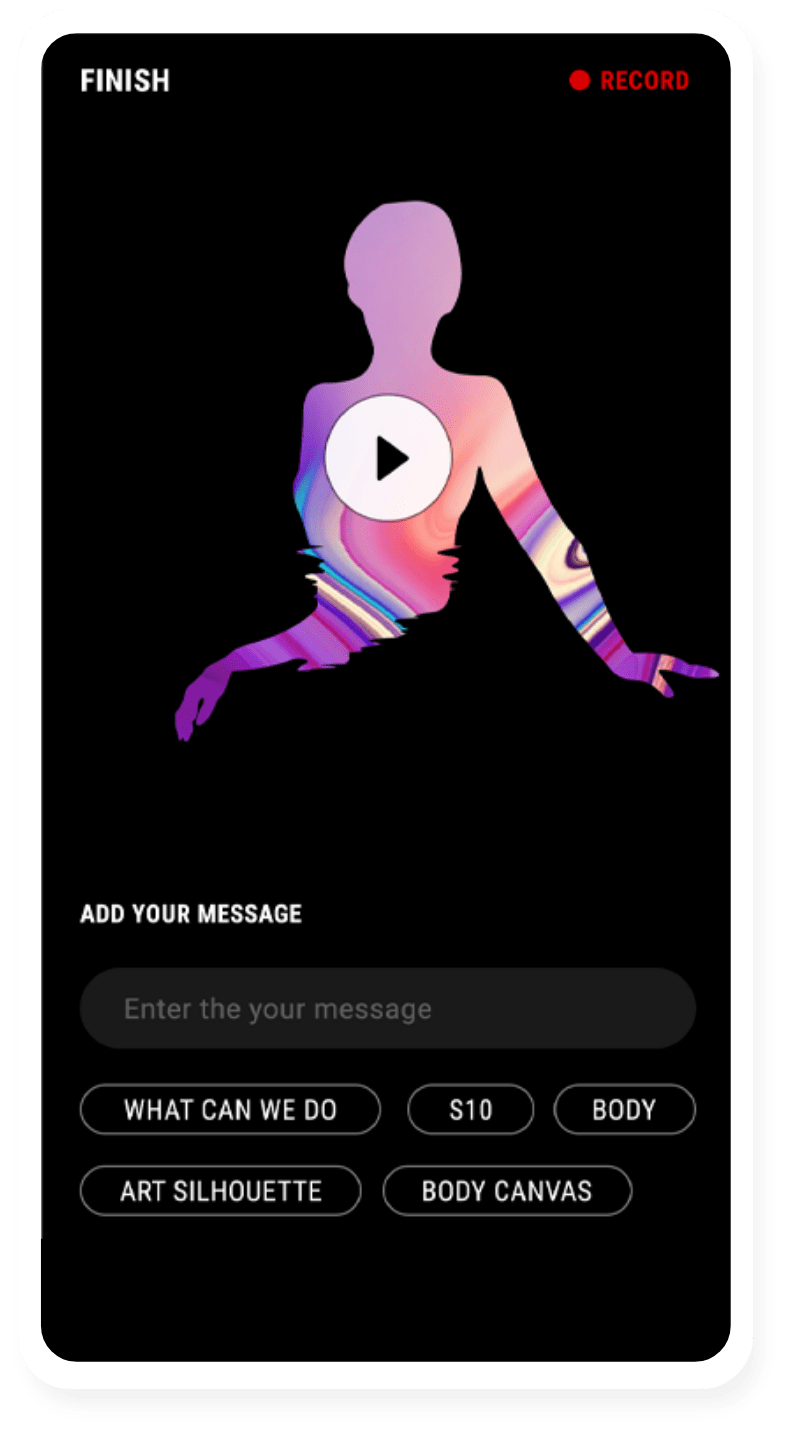 FINISH
RECORD
ADD YOUR MESSAGE
Enter the your message
WHAT CAN WE DO
S10
BODY
ART SILHOUETTE
BODY CANVAS